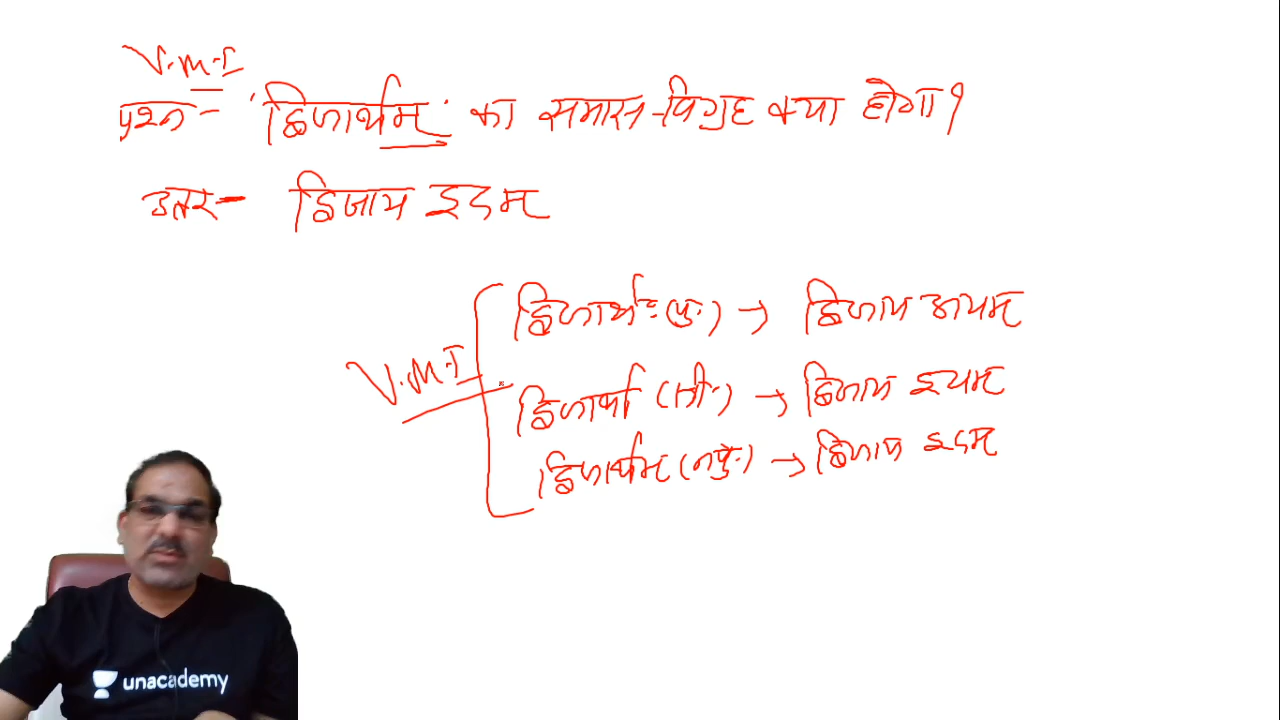 V.M.I
प्रश्न= 'द्विजार्थम्' का समास-विग्रह क्या होगा?
उत्तर- द्विजाय इदम्
द्विजार्थः (पु.) → द्विजाय अयम्
V.M.I
द्विजार्था (स्त्री.) → द्विजाय इयम्
द्विजार्थम् (नपु.) → द्विजाय इदम्
unacademy